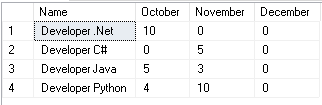 Name October November December
1 Developer .Net 10 0 0
2 Developer C# 0 5 0
3 Developer Java 5 3 0
4 Developer Python 4 10 0